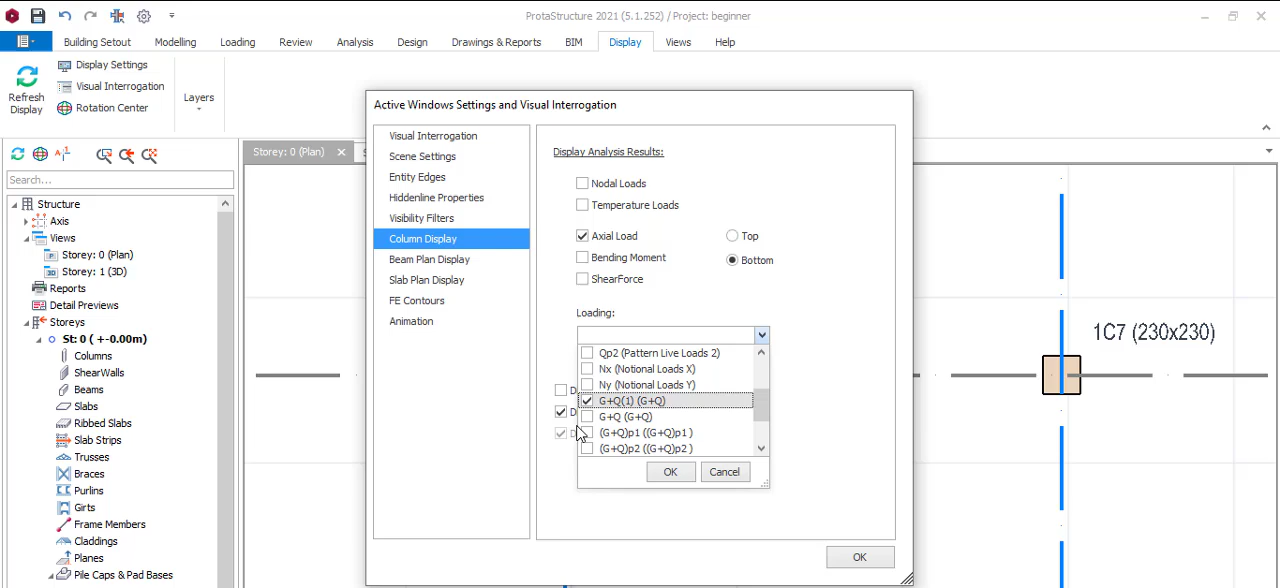 ProtaStructure 2021 (5.1.252) / Project: beginner
Building Setout Modelling Loading Review Analysis Design Drawings & Reports BIM Display Views Help
Refresh Display
Display Settings
Visual Interrogation
Rotation Center
Layers
Search...
Structure
Axis
Views
Storey: 0 (Plan)
Storey: 1 (3D)
Reports
Detail Previews
Storeys
St: 0 ( +-0.00m)
Columns
ShearWalls
Beams
Slabs
Ribbed Slabs
Slab Strips
Trusses
Braces
Purlins
Girts
Frame Members
Claddings
Planes
Pile Caps & Pad Bases
Storey: 0 (Plan)
Active Windows Settings and Visual Interrogation
Visual Interrogation
Scene Settings
Entity Edges
Hiddenline Properties
Visibility Filters
Column Display
Beam Plan Display
Slab Plan Display
FE Contours
Animation
Display Analysis Results:
Nodal Loads
Temperature Loads
Axial Load
Bending Moment
ShearForce
Top
Bottom
Loading:
Qp2 (Pattern Live Loads 2)
Nx (Notional Loads X)
Ny (Notional Loads Y)
G+Q(1) (G+Q)
G+Q (G+Q)
(G+Q)p1 ((G+Q)p1 )
(G+Q)p2 ((G+Q)p2 )
OK Cancel
OK
1C7 (230x230)